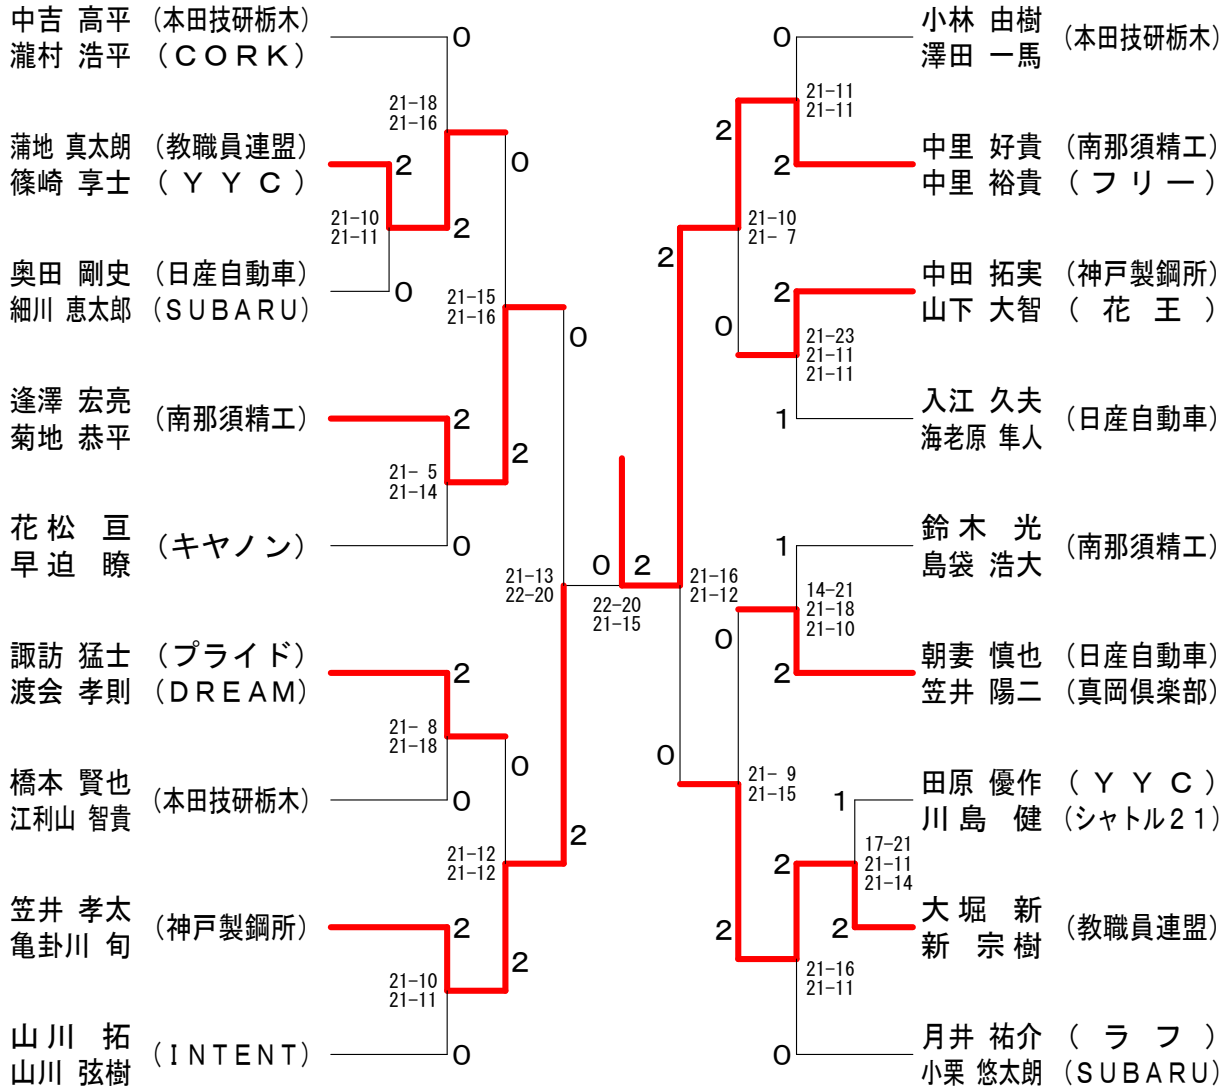 中吉 高平 (本田技研栃木)
瀧村 浩平 (CORK)
0
21-18
21-16
蒲地 真太朗 (教職員連盟)
篠崎 享士 (YYC)
2
0
21-10
21-11
2
奥田 剛史 (日産自動車)
細川 恵太郎 (SUBARU)
0
21-15
21-16
0
逢澤 宏亮
菊地 恭平
(南那須精工)
2
2
21- 5
21-14
花松 亘
早迫 瞭
(キヤノン)
0
21-13
22-20
諏訪 猛士 (プライド)
渡会 孝則 (DREAM)
2
21- 8
21-18
0
橋本 賢也
江利山 智貴
(本田技研栃木)
0
2
21-12
21-12
笠井 孝太
亀卦川 旬
(神戸製鋼所)
2
2
21-10
21-11
山川 拓
山川 弦樹
(INTENT)
0
0 2
22-20
21-15
小林 由樹
澤田 一馬
(本田技研栃木)
0
21-11
21-11
2
中里 好貴 (南那須精工)
中里 裕貴 (フリー)
2
21-10
21- 7
2
中田 拓実 (神戸製鋼所)
山下 大智 (花王)
2
0
21-23
21-11
21-11
入江 久夫
海老原 隼人
(日産自動車)
1
鈴木 光
島袋 浩大
(南那須精工)
1
21-16
21-12
14-21
21-18
21-10
0
朝妻 慎也 (日産自動車)
笠井 陽二 (真岡倶楽部)
2
0
21- 9
21-15
田原 優作 (YYC)
川島 健 (シャトル21)
1
17-21
21-11
21-14
2
大堀 新
新 宗樹
(教職員連盟)
2
2
21-16
21-11
月井 祐介 (ラフ)
小栗 悠太朗 (SUBARU)
0